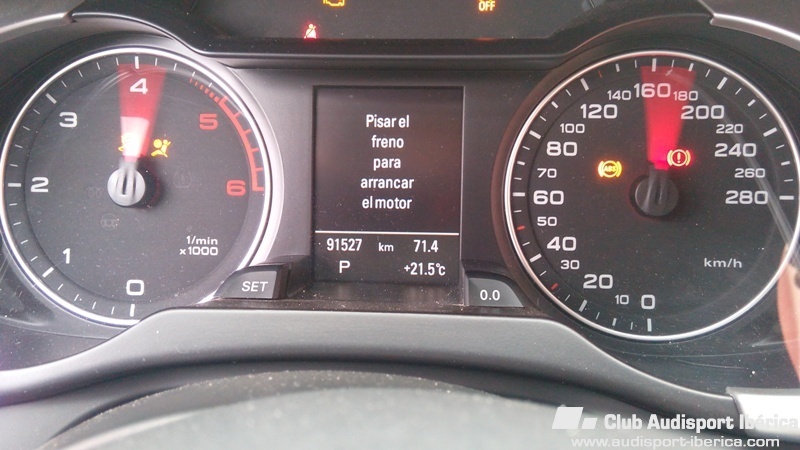 OFF
Pisar el
freno
para
arrancar
el motor
91527 km 71.4
P +21.5°C
0
1
2
3
4
5
6
1/min
x1000
SET
0.0
0
10
20
30
40
50
60
70
80
100
120
140
160
180
200
220
240
260
280
ABS
km/h
Club Audisport Ibérica
www.audisport-iberica.com